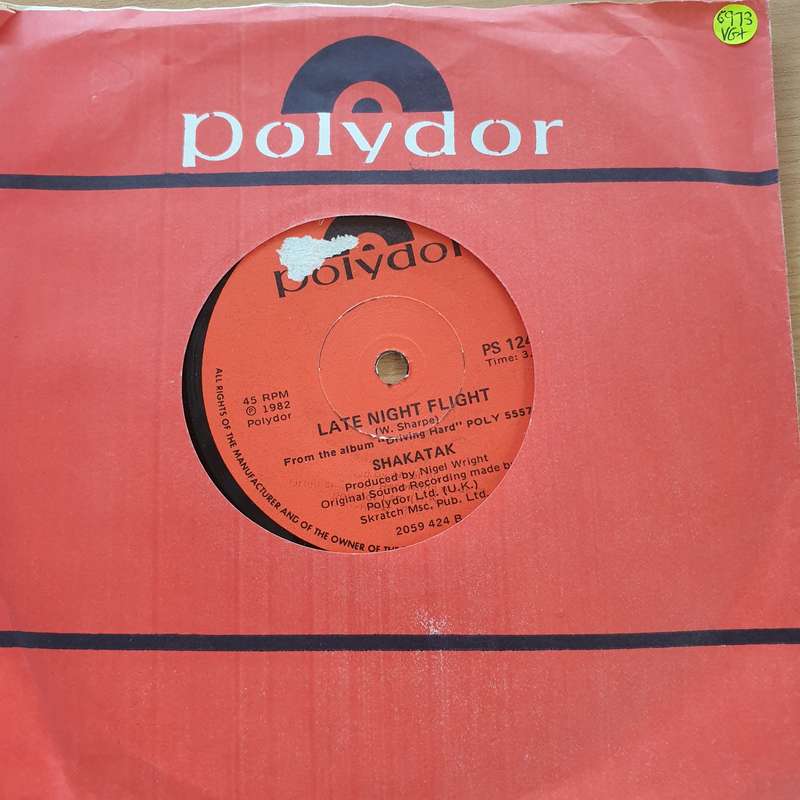 6973
VG+
polydor
polydor
PS 124
Time: 3.
45 RPM
℗ 1982
Polydor
LATE NIGHT FLIGHT
(W. Sharpe)
From the album "Driving Hard" POLY 5557
SHAKATAK
Produced by Nigel Wright
Original Sound Recording made by
Polydor Ltd. (U.K.)
Skratch Msc. Pub. Ltd.
2059 424 B
ALL RIGHTS OF THE MANUFACTURER AND OF THE OWNER OF THE